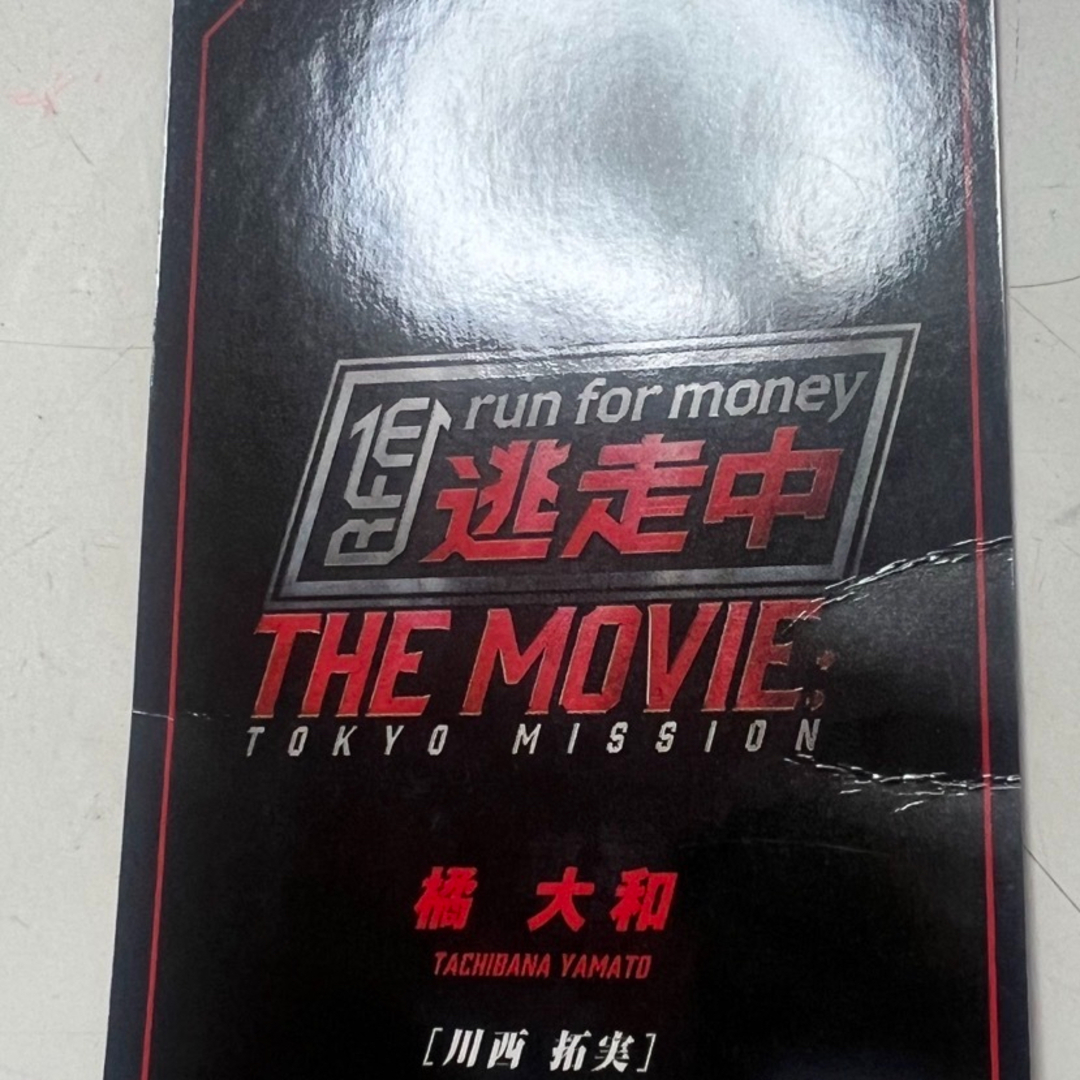 RFM
run for money
逃走中
THE MOVIE:
TOKYO MISSION
橘 大和
TACHIBANA YAMATO
[川西 拓実]